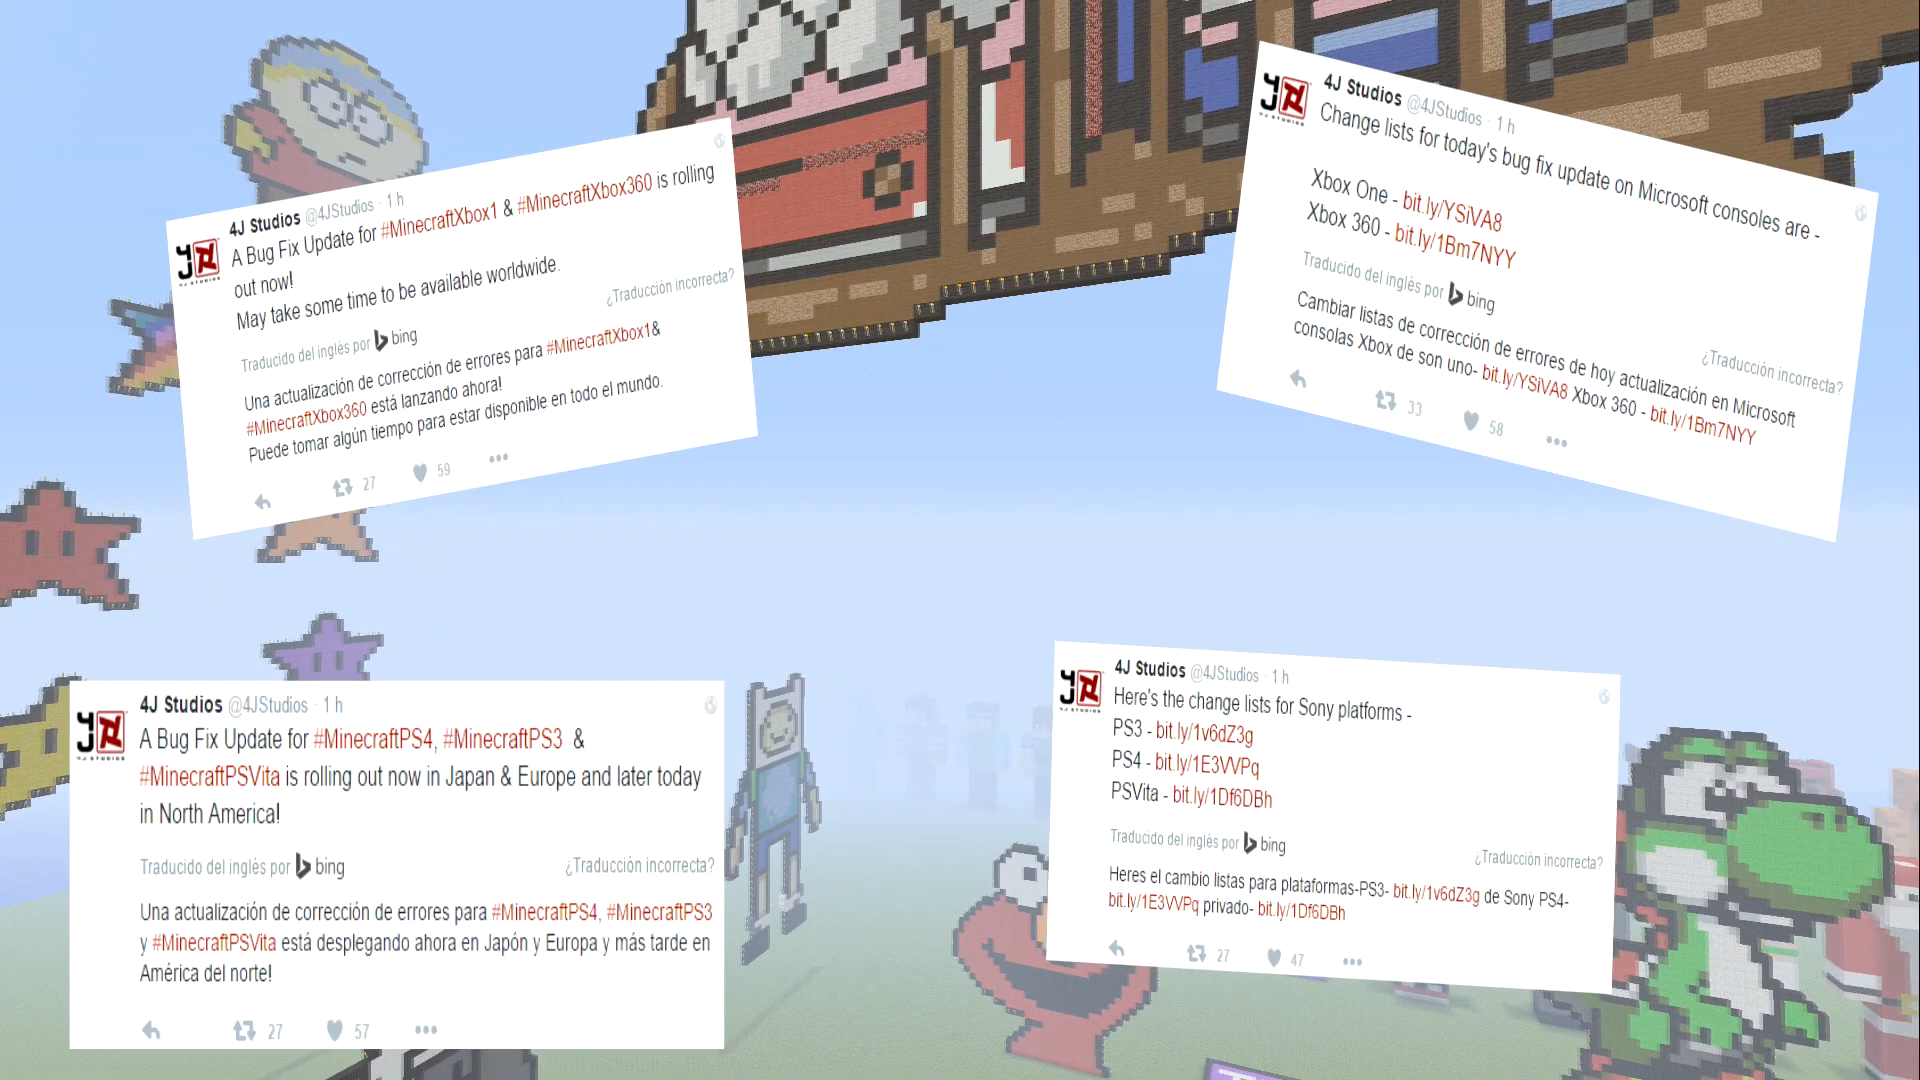 4J Studios @4JStudios · 1 h
A Bug Fix Update for #MinecraftXbox1 & #MinecraftXbox360 is rolling
out now!
May take some time to be available worldwide.
Traducido del inglés por bing
¿Traducción incorrecta?
Una actualización de corrección de errores para #MinecraftXbox1&
#MinecraftXbox360 está lanzando ahora!
Puede tomar algún tiempo para estar disponible en todo el mundo.
27 59
4J Studios @4JStudios · 1 h
Change lists for today's bug fix update on Microsoft consoles are -
Xbox One - bit.ly/YSiVA8
Xbox 360 - bit.ly/1Bm7NYY
Traducido del inglés por bing
¿Traducción incorrecta?
Cambiar listas de corrección de errores de hoy actualización en Microsoft
consolas Xbox de son uno- bit.ly/YSiVA8 Xbox 360 - bit.ly/1Bm7NYY
33 58
4J Studios @4JStudios · 1 h
A Bug Fix Update for #MinecraftPS4, #MinecraftPS3 &
#MinecraftPSVita is rolling out now in Japan & Europe and later today
in North America!
Traducido del inglés por bing
¿Traducción incorrecta?
Una actualización de corrección de errores para #MinecraftPS4, #MinecraftPS3
y #MinecraftPSVita está desplegando ahora en Japón y Europa y más tarde en
América del norte!
27 57
4J Studios @4JStudios · 1 h
Here's the change lists for Sony platforms -
PS3 - bit.ly/1v6dZ3g
PS4 - bit.ly/1E3VVPq
PSVita - bit.ly/1Df6DBh
Traducido del inglés por bing
¿Traducción incorrecta?
Heres el cambio listas para plataformas-PS3- bit.ly/1v6dZ3g de Sony PS4-
bit.ly/1E3VVPq privado- bit.ly/1Df6DBh
27 47